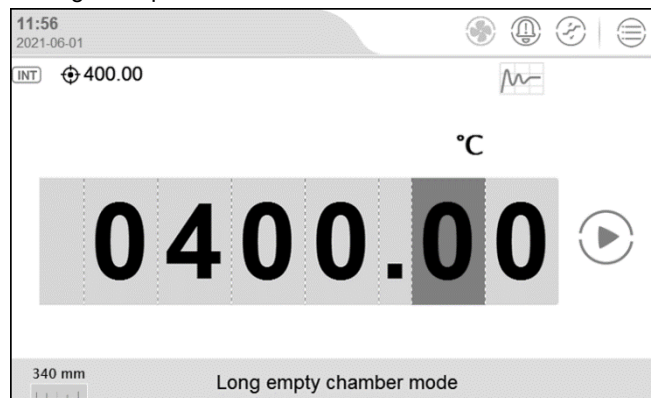 11:56
2021-06-01
INT 400.00
°C
0400.00
340 mm
Long empty chamber mode